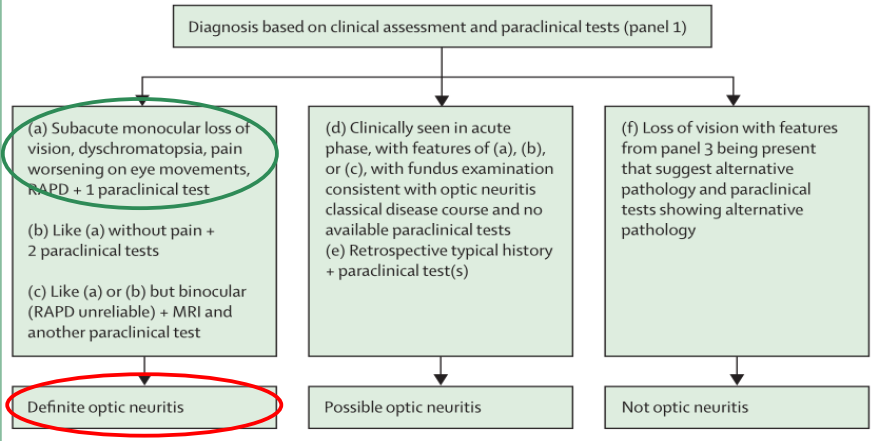 Diagnosis based on clinical assessment and paraclinical tests (panel 1)
(a) Subacute monocular loss of
vision, dyschromatopsia, pain
worsening on eye movements,
RAPD + 1 paraclinical test
(b) Like (a) without pain +
2 paraclinical tests
(c) Like (a) or (b) but binocular
(RAPD unreliable) + MRI and
another paraclinical test
(d) Clinically seen in acute
phase, with features of (a), (b),
or (c), with fundus examination
consistent with optic neuritis
classical disease course and no
available paraclinical tests
(e) Retrospective typical history
+ paraclinical test(s)
(f) Loss of vision with features
from panel 3 being present
that suggest alternative
pathology and paraclinical
tests showing alternative
pathology
Definite optic neuritis
Possible optic neuritis
Not optic neuritis